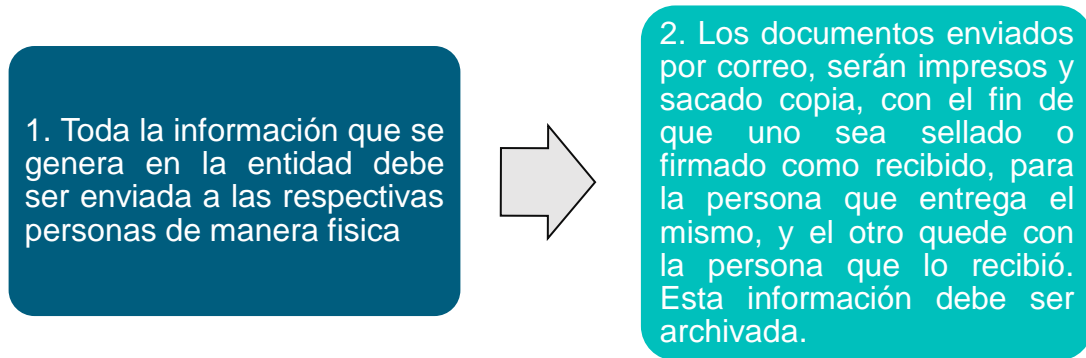 1. Toda la información que se
genera en la entidad debe
ser enviada a las respectivas
personas de manera fisica
2. Los documentos enviados
por correo, serán impresos y
sacado copia, con el fin de
que uno sea sellado o
firmado como recibido, para
la persona que entrega el
mismo, y el otro quede con
la persona que lo recibió.
Esta información debe ser
archivada.